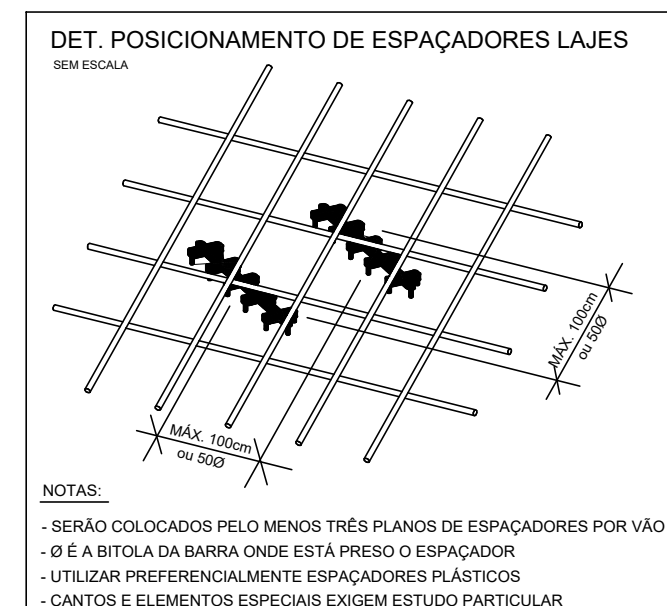 DET. POSICIONAMENTO DE ESPAÇADORES LAJES
SEM ESCALA
MÁX. 100cm
ou 50Ø
MÁX. 100cm
ou 50Ø
NOTAS:
- SERÃO COLOCADOS PELO MENOS TRÊS PLANOS DE ESPAÇADORES POR VÃO
- Ø É A BITOLA DA BARRA ONDE ESTÁ PRESO O ESPAÇADOR
- UTILIZAR PREFERENCIALMENTE ESPAÇADORES PLÁSTICOS
- CANTOS E ELEMENTOS ESPECIAIS EXIGEM ESTUDO PARTICULAR